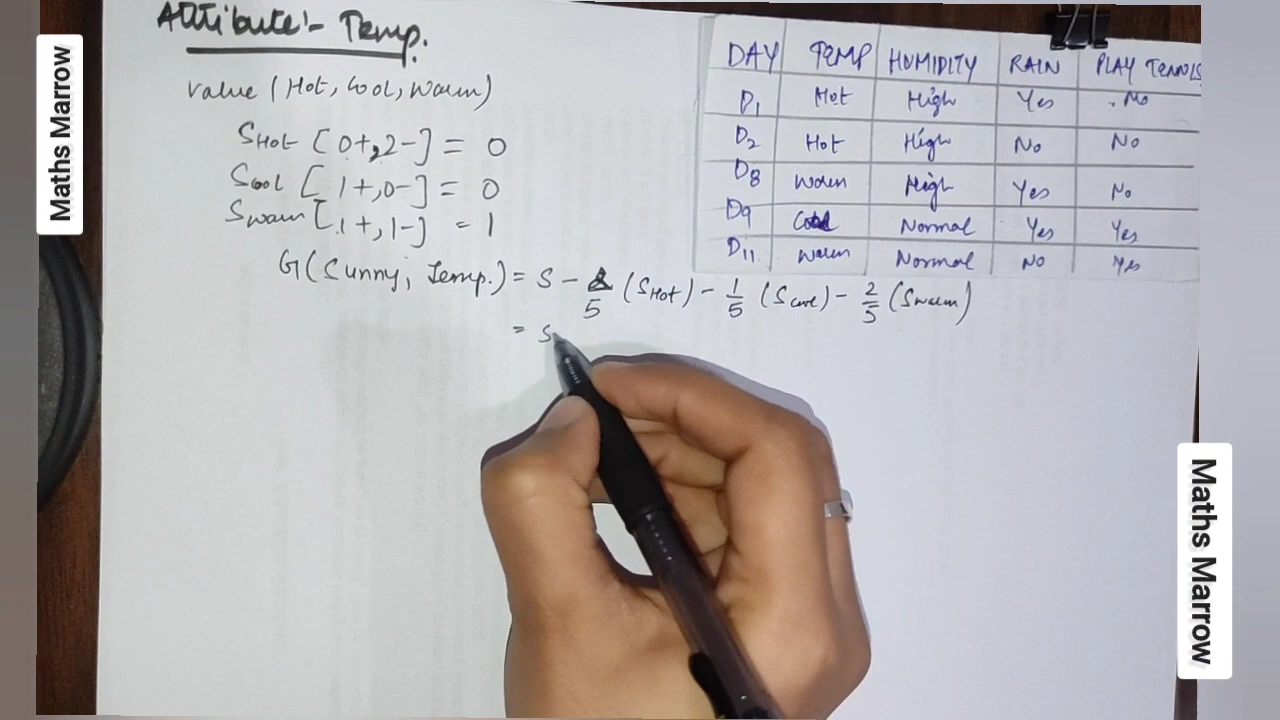 Attribute:- Temp.
Value (Hot, Cool, Warm)
SHot [0+, 2-] = 0
SCool [1+, 0-] = 0
SWarm [1+, 1-] = 1
G(Sunny, Temp.) = S - 2/5 (SHot) - 1/5 (Scool) - 2/5 (Swarm)
= S
DAY TEMP HUMIDITY RAIN PLAY TENNIS
D1 Hot High Yes No
D2 Hot High No No
D8 Warm High Yes No
D9 Cool Normal Yes Yes
D11 Warm Normal No Yes
Maths Marrow
Maths Marrow